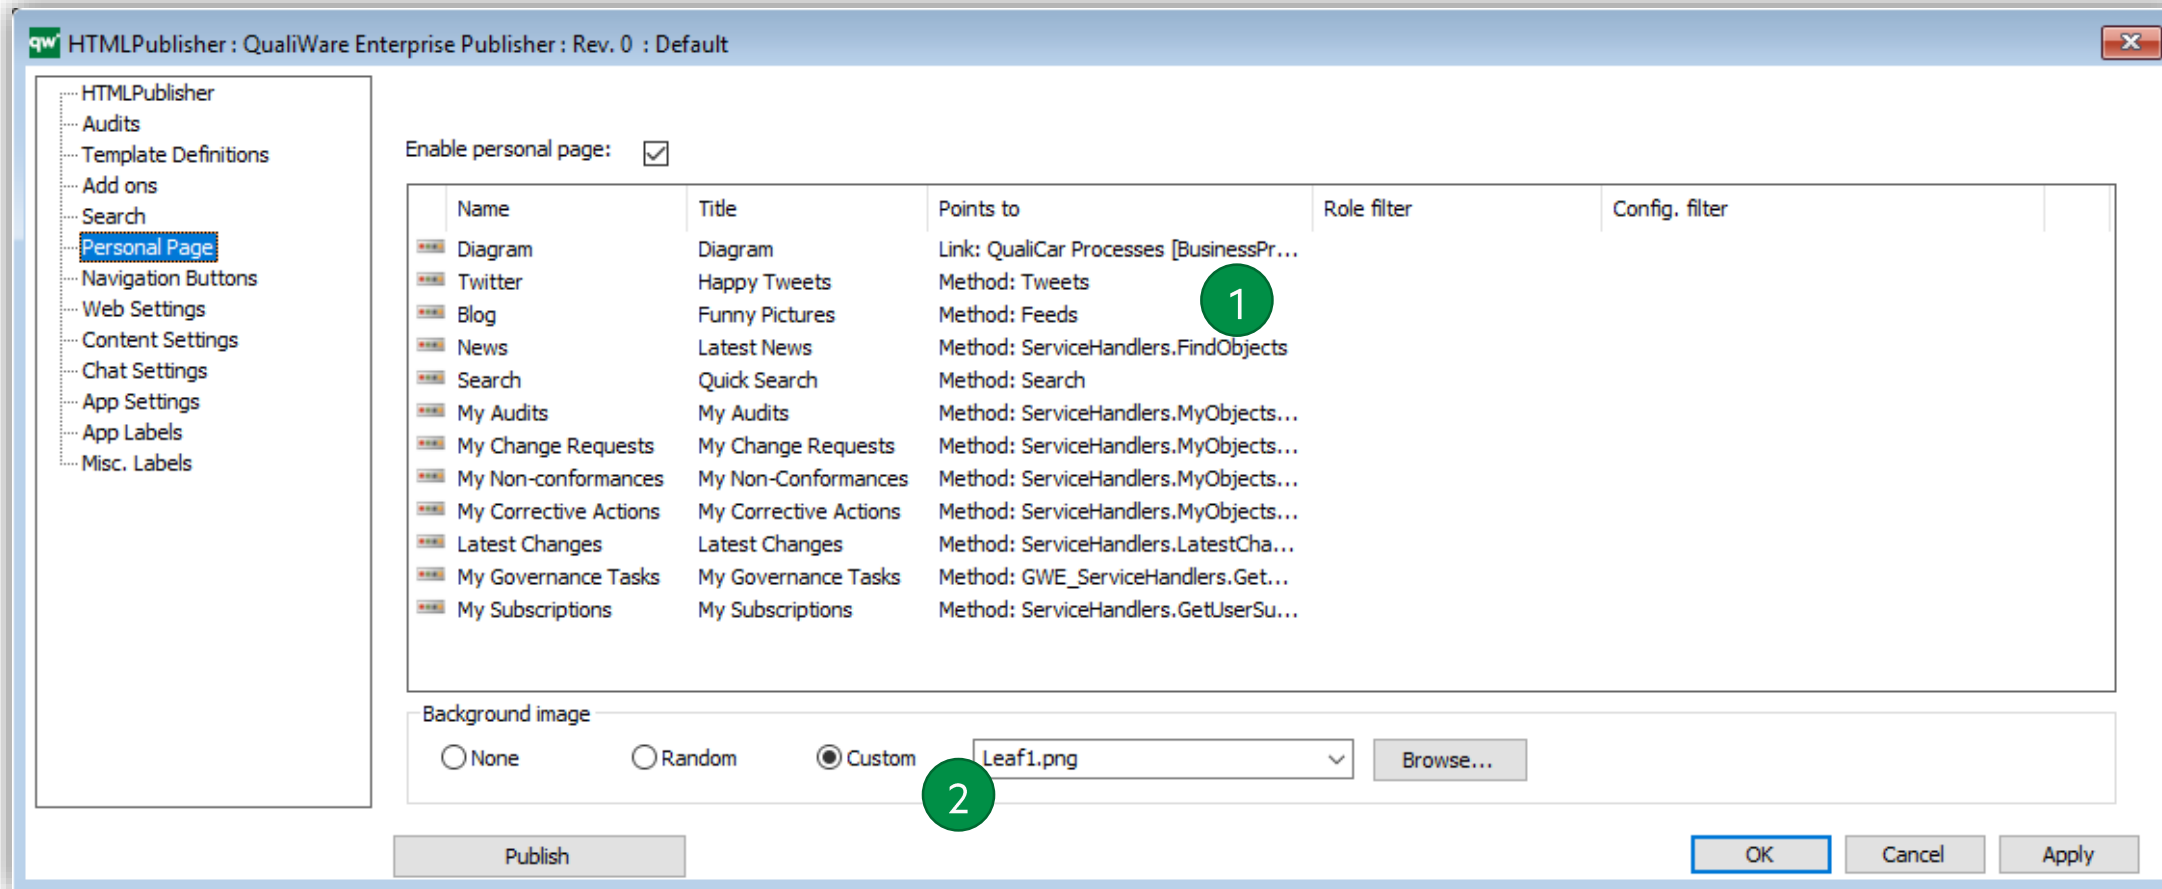 qw HTMLPublisher : QualiWare Enterprise Publisher : Rev. 0 : Default
HTMLPublisher
Audits
Template Definitions
Add ons
Search
Personal Page
Navigation Buttons
Web Settings
Content Settings
Chat Settings
App Settings
App Labels
Misc. Labels
Enable personal page:
Name Title Points to Role filter Config. filter
Diagram Diagram Link: QualiCar Processes [BusinessPr...
Twitter Happy Tweets Method: Tweets
1
Blog Funny Pictures Method: Feeds
News Latest News Method: ServiceHandlers.FindObjects
Search Quick Search Method: Search
My Audits My Audits Method: ServiceHandlers.MyObjects...
My Change Requests My Change Requests Method: ServiceHandlers.MyObjects...
My Non-conformances My Non-Conformances Method: ServiceHandlers.MyObjects...
My Corrective Actions My Corrective Actions Method: ServiceHandlers.MyObjects...
Latest Changes Latest Changes Method: ServiceHandlers.LatestCha...
My Governance Tasks My Governance Tasks Method: GWE_ServiceHandlers.Get...
My Subscriptions My Subscriptions Method: ServiceHandlers.GetUserSu...
Background image
None Random Custom Leaf1.png Browse...
2
Publish OK Cancel Apply